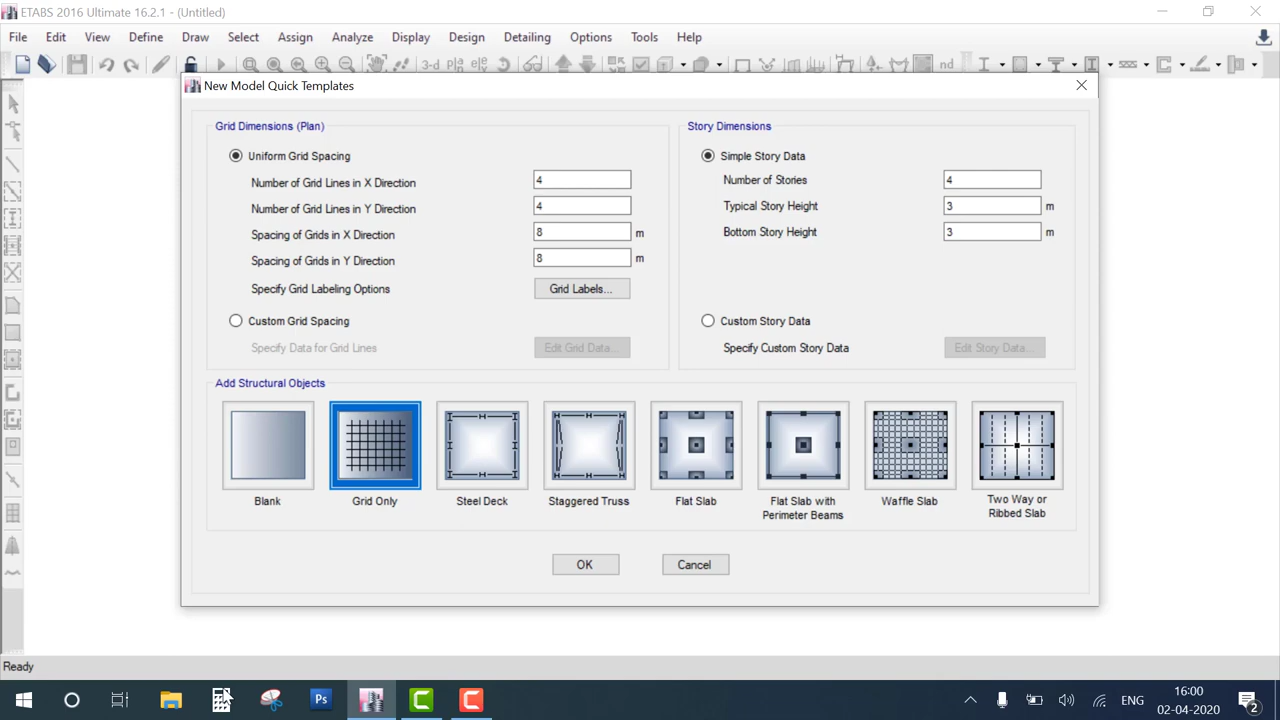 ETABS 2016 Ultimate 16.2.1 - (Untitled)
File Edit View Define Draw Select Assign Analyze Display Design Detailing Options Tools Help
3-d Pla ele nd
New Model Quick Templates
Grid Dimensions (Plan)
Uniform Grid Spacing
Number of Grid Lines in X Direction 4
Number of Grid Lines in Y Direction 4
Spacing of Grids in X Direction 8 m
Spacing of Grids in Y Direction 8 m
Specify Grid Labeling Options Grid Labels...
Custom Grid Spacing
Specify Data for Grid Lines Edit Grid Data...
Story Dimensions
Simple Story Data
Number of Stories 4
Typical Story Height 3 m
Bottom Story Height 3 m
Custom Story Data
Specify Custom Story Data Edit Story Data...
Add Structural Objects
Blank
Grid Only
Steel Deck
Staggered Truss
Flat Slab
Flat Slab with
Perimeter Beams
Waffle Slab
Two Way or
Ribbed Slab
OK Cancel
Ready
Ps
ENG
16:00
02-04-2020
2